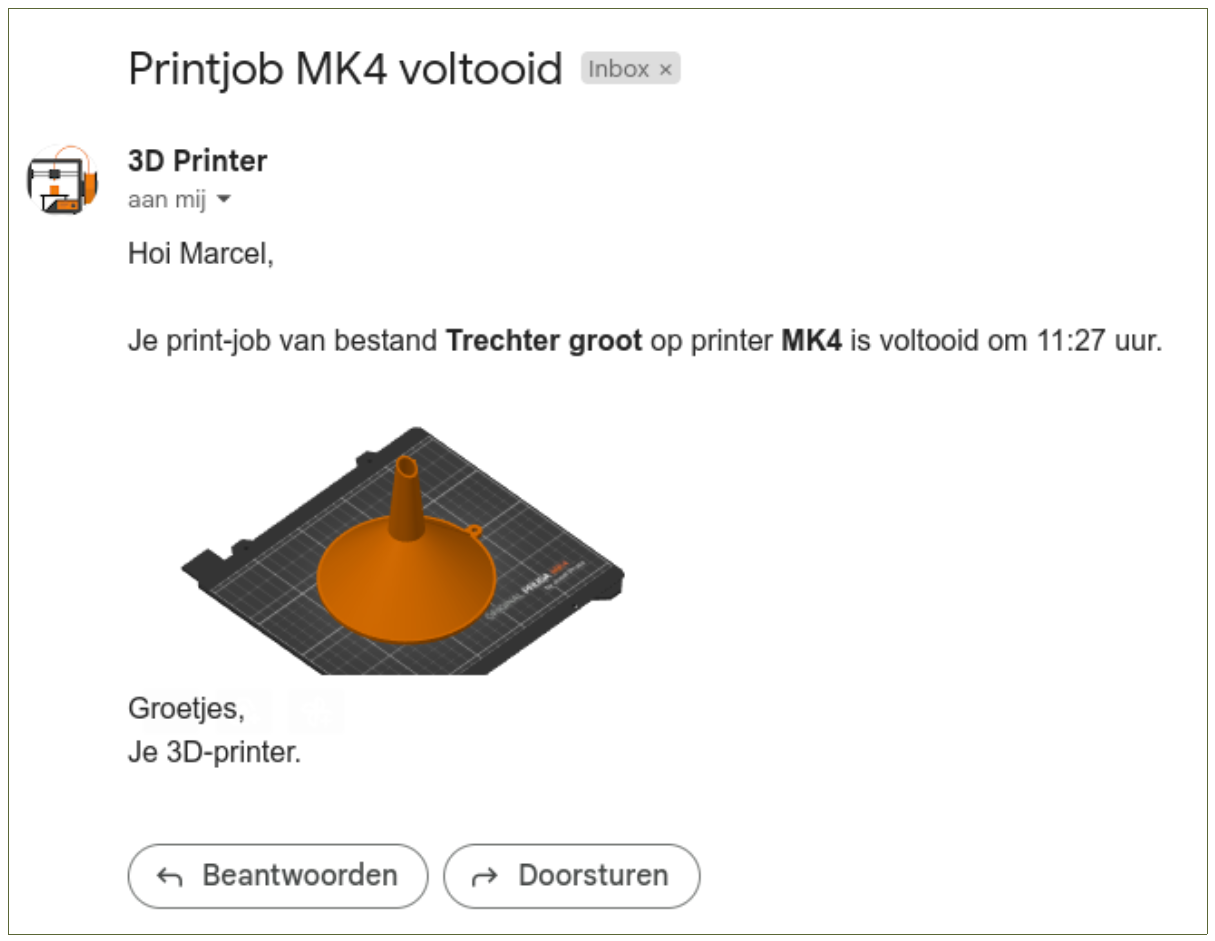 Printjob MK4 voltooid Inbox ×
3D Printer
aan mij
Hoi Marcel,
Je print-job van bestand Trechter groot op printer MK4 is voltooid om 11:27 uur.
ORIGINAL PRUSA MK4
Groetjes,
Je 3D-printer.
Beantwoorden Doorsturen